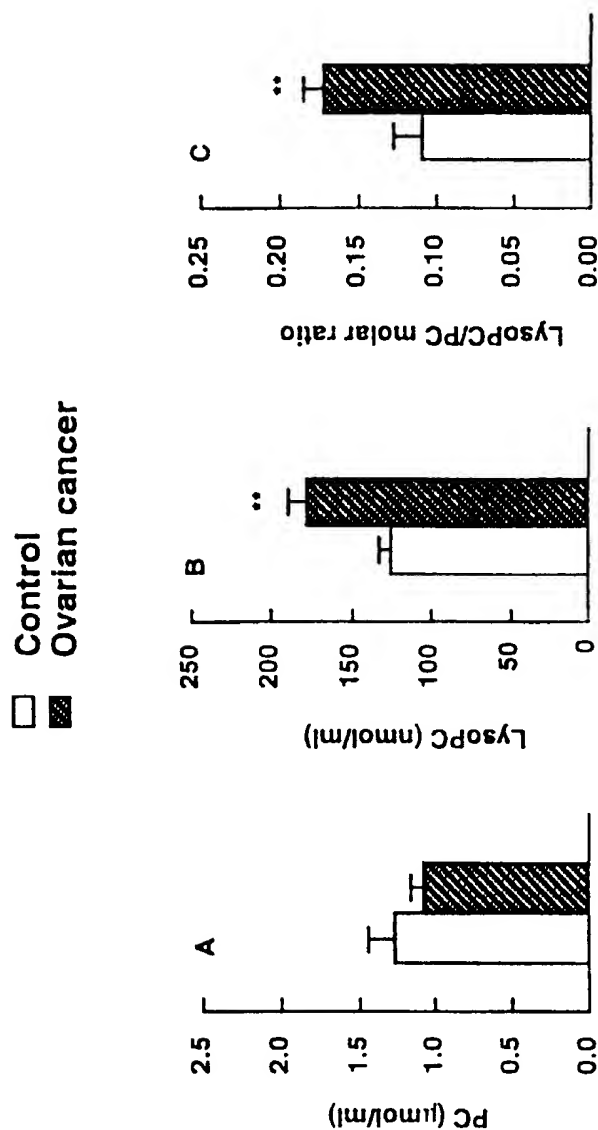 Control
Ovarian cancer
A
PC (μmol/ml)
2.5
2.0
1.5
1.0
0.5
0.0
B
**
LysoPC (nmol/ml)
250
200
150
100
50
0
C
**
LysoPC/PC molar ratio
0.25
0.20
0.15
0.10
0.05
0.00